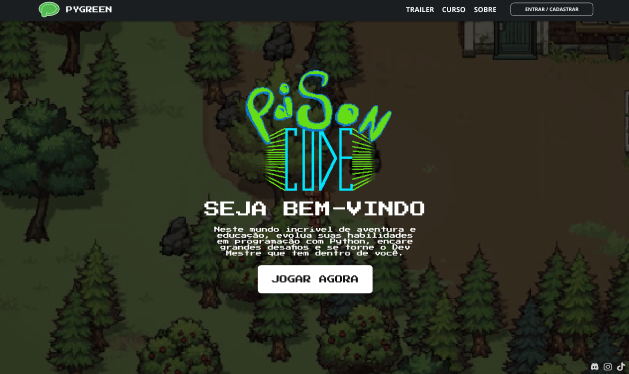 PYGREEN
TRAILER CURSO SOBRE ENTRAR / CADASTRAR
PaiSon
CODE
SEJA BEM-VINDO
Neste mundo incrível de aventura e
educação, evolua suas habilidades
em programação com Python, encare
grandes desafios e se torne o Dev
Mestre que tem dentro de você.
JOGAR AGORA